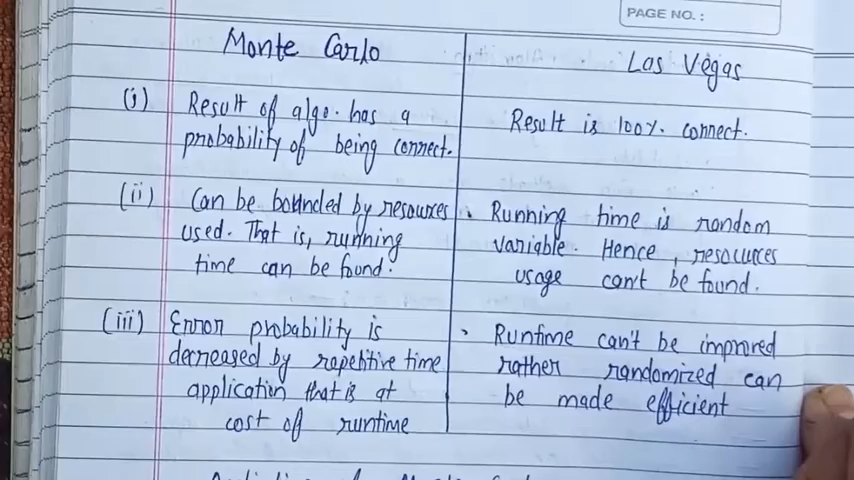 PAGE NO.:
Monte Carlo
Las Vegas
(i) Result of algo. has a
probability of being correct.
Result is 100%. correct.
(ii) Can be bounded by resources
used. That is, running
time can be found.
Running time is random
variable. Hence, resources
usage can't be found.
(iii) Error probability is
decreased by repetitive time
application that is at
cost of runtime
Runtime can't be improved
rather randomized can
be made efficient